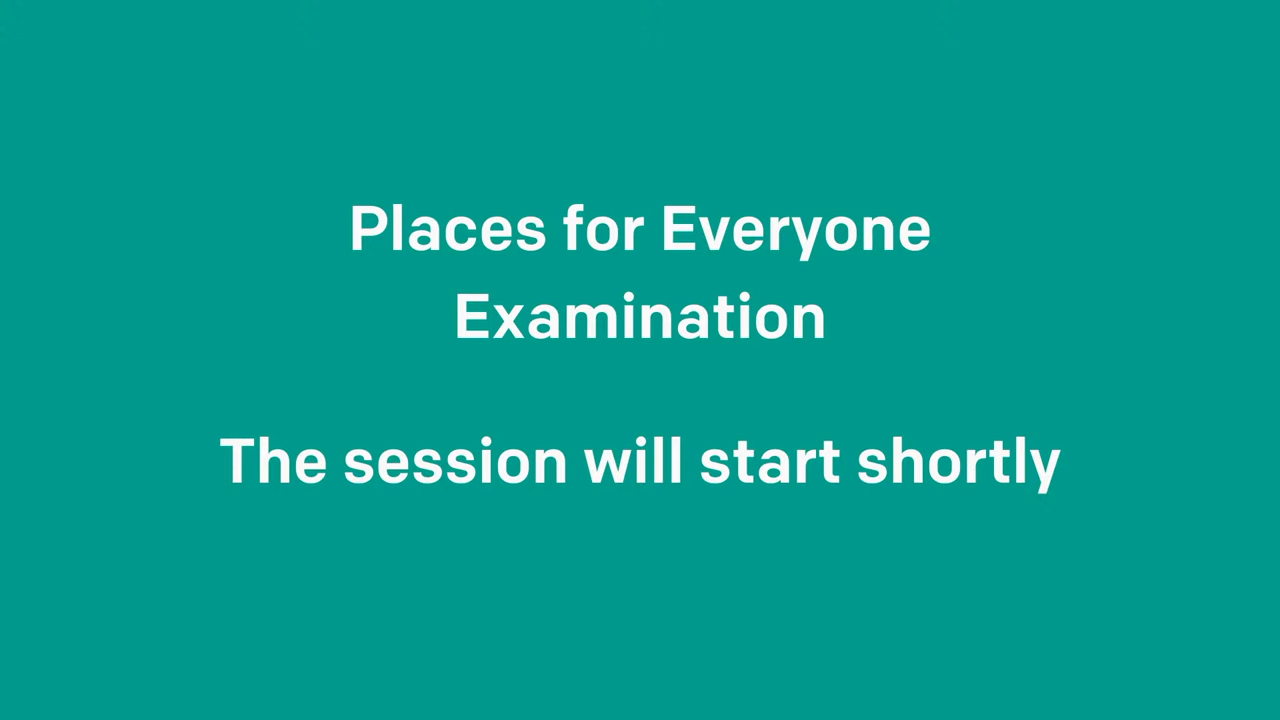 Places for Everyone
Examination
The session will start shortly